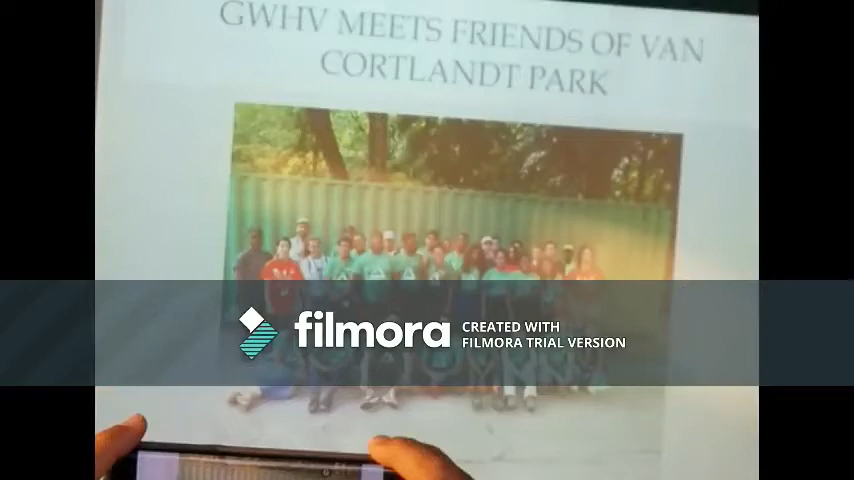 GWHV MEETS FRIENDS OF VAN
CORTLANDT PARK
filmora
CREATED WITH
FILMORA TRIAL VERSION